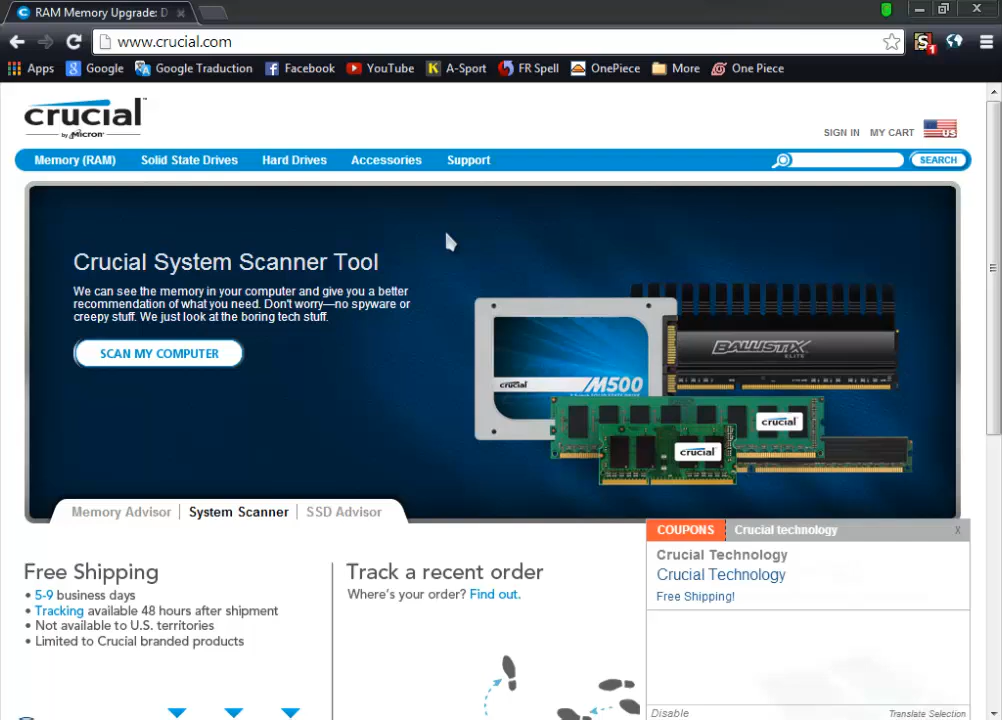 RAM Memory Upgrade: D
www.crucial.com
Apps Google Google Traduction Facebook YouTube A-Sport FR Spell OnePiece More One Piece
crucial
by Micron
SIGN IN MY CART US
Memory (RAM) Solid State Drives Hard Drives Accessories Support SEARCH
Crucial System Scanner Tool
We can see the memory in your computer and give you a better
recommendation of what you need. Don't worry—no spyware or
creepy stuff. We just look at the boring tech stuff.
SCAN MY COMPUTER
BALLISTIX
ELITE
crucial M500
crucial
crucial
Memory Advisor | System Scanner | SSD Advisor
COUPONS Crucial technology X
Crucial Technology
Crucial Technology
Free Shipping!
Disable Translate Selection
Free Shipping
• 5-9 business days
• Tracking available 48 hours after shipment
• Not available to U.S. territories
• Limited to Crucial branded products
Track a recent order
Where's your order? Find out.